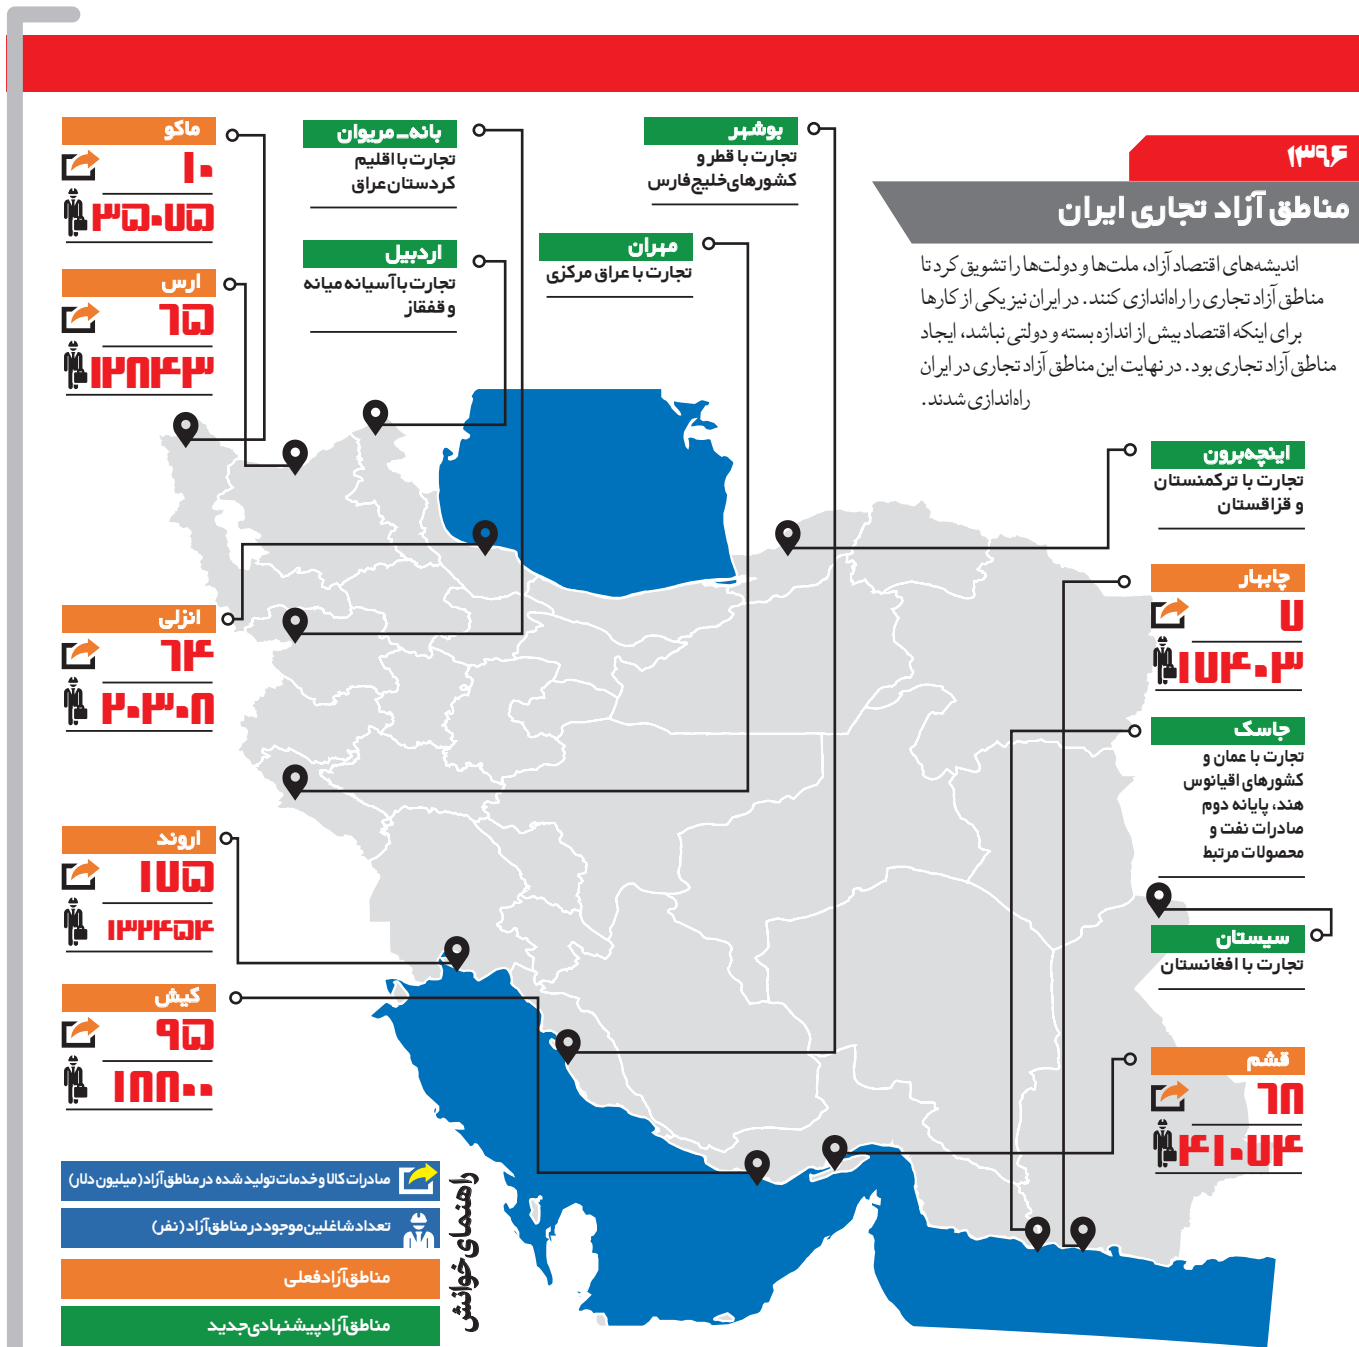 ۱۳۹۶
مناطق آزاد تجاری ایران
اندیشه‌های اقتصاد آزاد، ملت‌ها و دولت‌ها را تشویق کرد تا
مناطق آزاد تجاری را راه‌اندازی کنند. در ایران نیز یکی از کارها
برای اینکه اقتصاد بیش از اندازه بسته و دولتی نباشد، ایجاد
مناطق آزاد تجاری بود. در نهایت این مناطق آزاد تجاری در ایران
راه‌اندازی شدند.
بوشهر
تجارت با قطر و
کشورهای خلیج فارس
مهران
تجارت با عراق مرکزی
بانه_مریوان
تجارت با اقلیم
کردستان عراق
اردبیل
تجارت با آسیانه میانه
و قفقاز
ماکو
۱۰
۳۵۰۷۵
ارس
۶۵
۱۲۸۴۳
انزلی
۶۴
۲۰۳۰۸
اروند
۱۷۵
۱۳۲۴۵۴
کیش
۹۵
۱۸۸۰۰
اینچه‌برون
تجارت با ترکمنستان
و قزاقستان
چابهار
۷
۱۷۴۰۳
جاسک
تجارت با عمان و
کشورهای اقیانوس
هند، پایانه دوم
صادرات نفت و
محصولات مرتبط
سیستان
تجارت با افغانستان
قشم
۶۸
۴۱۰۷۴
راهنمای خوانش
صادرات کالا و خدمات تولید شده در مناطق آزاد (میلیون دلار)
تعداد شاغلین موجود در مناطق آزاد (نفر)
مناطق آزاد فعلی
مناطق آزاد پیشنهادی جدید